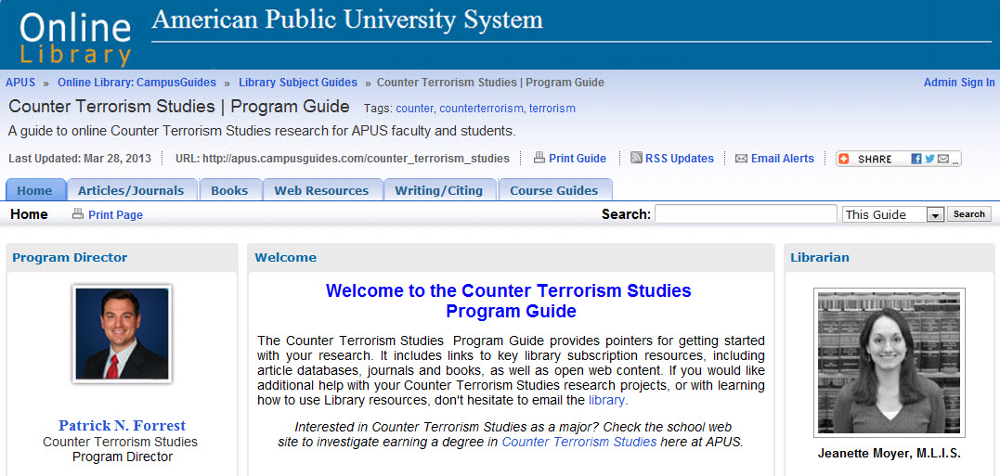 Online
Library
American Public University System
APUS » Online Library: CampusGuides » Library Subject Guides » Counter Terrorism Studies | Program Guide
Admin Sign In
Counter Terrorism Studies | Program Guide
Tags: counter, counterterrorism, terrorism
A guide to online Counter Terrorism Studies research for APUS faculty and students.
Last Updated: Mar 28, 2013
URL: http://apus.campusguides.com/counter_terrorism_studies
Print Guide
RSS Updates
Email Alerts
SHARE
...
Home
Articles/Journals
Books
Web Resources
Writing/Citing
Course Guides
Home
Print Page
Search:
This Guide
Search
Program Director
Patrick N. Forrest
Counter Terrorism Studies
Program Director
Welcome
Welcome to the Counter Terrorism Studies
Program Guide
The Counter Terrorism Studies Program Guide provides pointers for getting started
with your research. It includes links to key library subscription resources, including
article databases, journals and books, as well as open web content. If you would like
additional help with your Counter Terrorism Studies research projects, or with learning
how to use Library resources, don't hesitate to email the library.
Interested in Counter Terrorism Studies as a major? Check the school web
site to investigate earning a degree in Counter Terrorism Studies here at APUS.
Librarian
Jeanette Moyer, M.L.I.S.